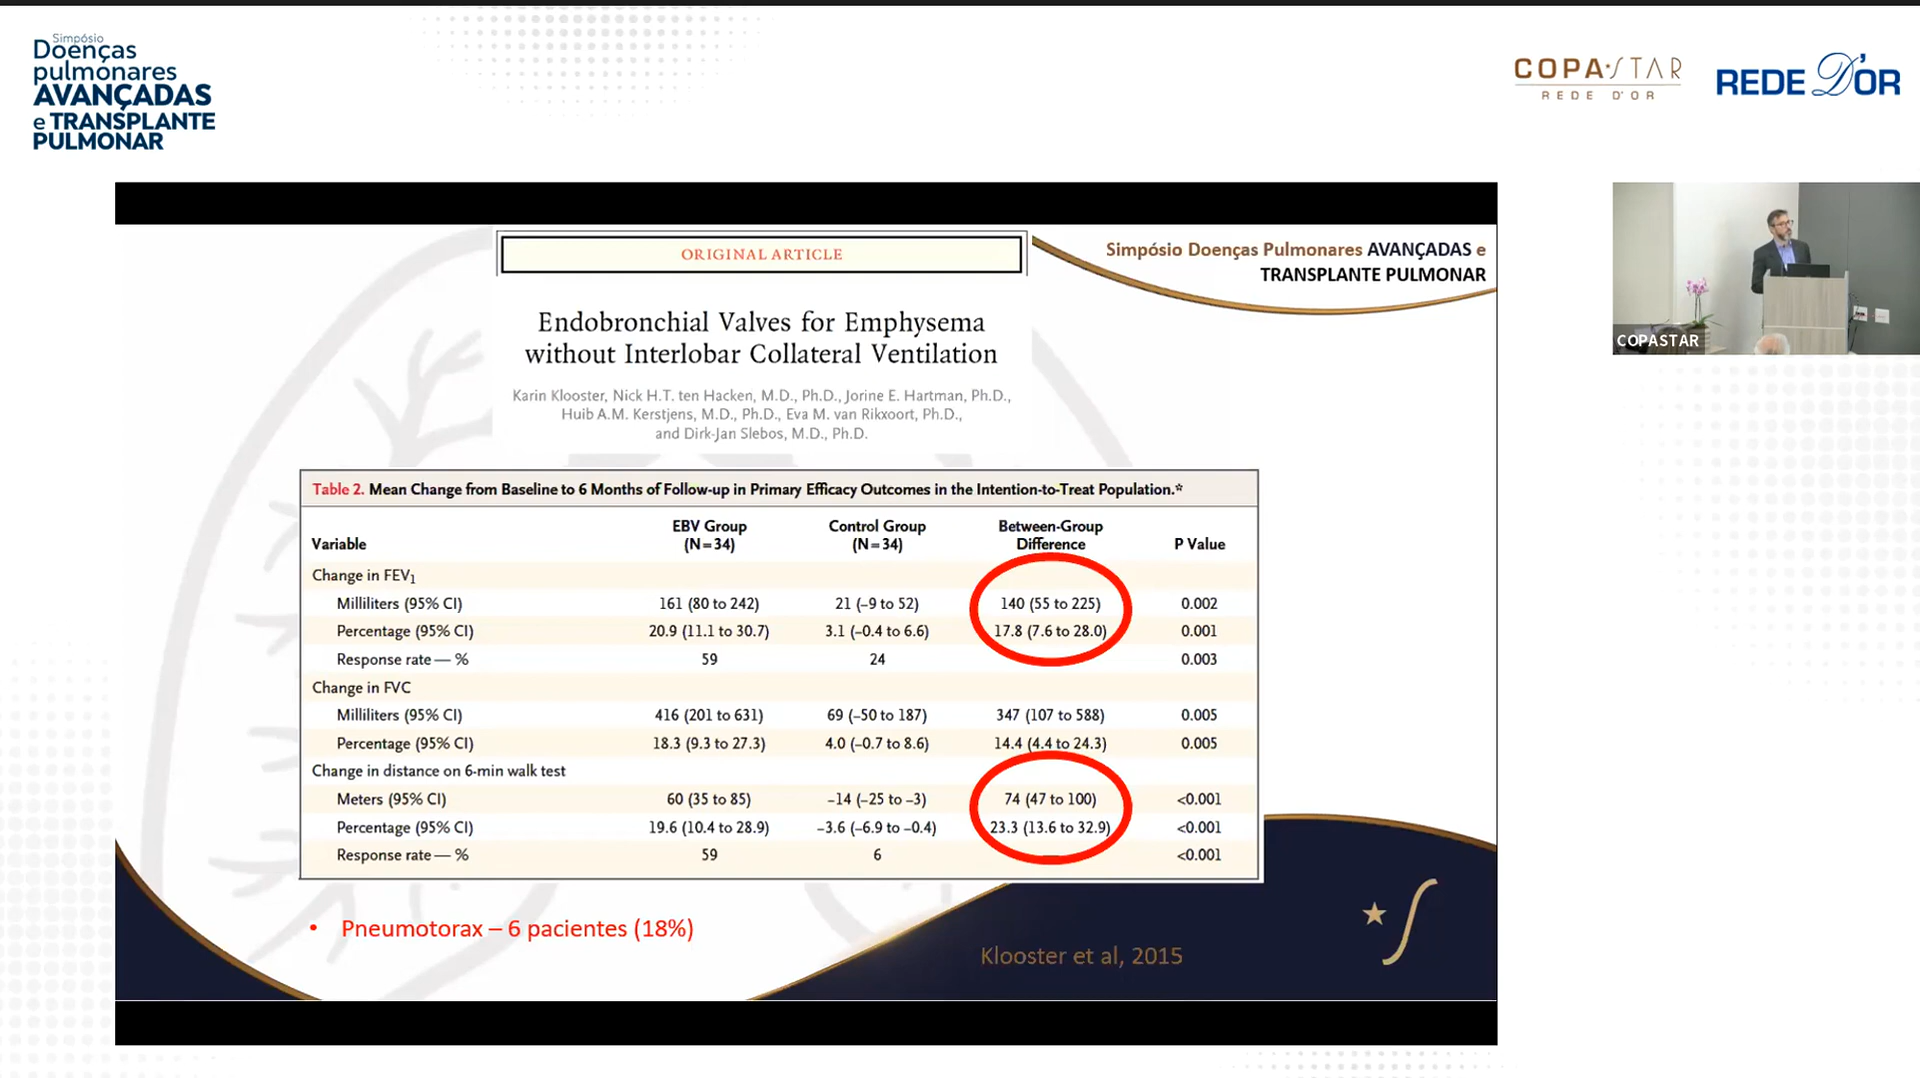 Simpósio
Doenças
pulmonares
AVANÇADAS
e TRANSPLANTE
PULMONAR
COPA·STAR
REDE D'OR
REDE D'OR
ORIGINAL ARTICLE
Simpósio Doenças Pulmonares AVANÇADAS e
TRANSPLANTE PULMONAR
Endobronchial Valves for Emphysema
without Interlobar Collateral Ventilation
Karin Klooster, Nick H.T. ten Hacken, M.D., Ph.D., Jorine E. Hartman, Ph.D.,
Huib A.M. Kerstjens, M.D., Ph.D., Eva M. van Rikxoort, Ph.D.,
and Dirk-Jan Slebos, M.D., Ph.D.
COPASTAR
Table 2. Mean Change from Baseline to 6 Months of Follow-up in Primary Efficacy Outcomes in the Intention-to-Treat Population.*
Variable EBV Group (N=34) Control Group (N=34) Between-Group Difference P Value
Change in FEV₁
Milliliters (95% CI) 161 (80 to 242) 21 (–9 to 52) 140 (55 to 225) 0.002
Percentage (95% CI) 20.9 (11.1 to 30.7) 3.1 (–0.4 to 6.6) 17.8 (7.6 to 28.0) 0.001
Response rate — % 59 24 0.003
Change in FVC
Milliliters (95% CI) 416 (201 to 631) 69 (–50 to 187) 347 (107 to 588) 0.005
Percentage (95% CI) 18.3 (9.3 to 27.3) 4.0 (–0.7 to 8.6) 14.4 (4.4 to 24.3) 0.005
Change in distance on 6-min walk test
Meters (95% CI) 60 (35 to 85) –14 (–25 to –3) 74 (47 to 100) <0.001
Percentage (95% CI) 19.6 (10.4 to 28.9) –3.6 (–6.9 to –0.4) 23.3 (13.6 to 32.9) <0.001
Response rate — % 59 6 <0.001
• Pneumotorax – 6 pacientes (18%)
Klooster et al, 2015